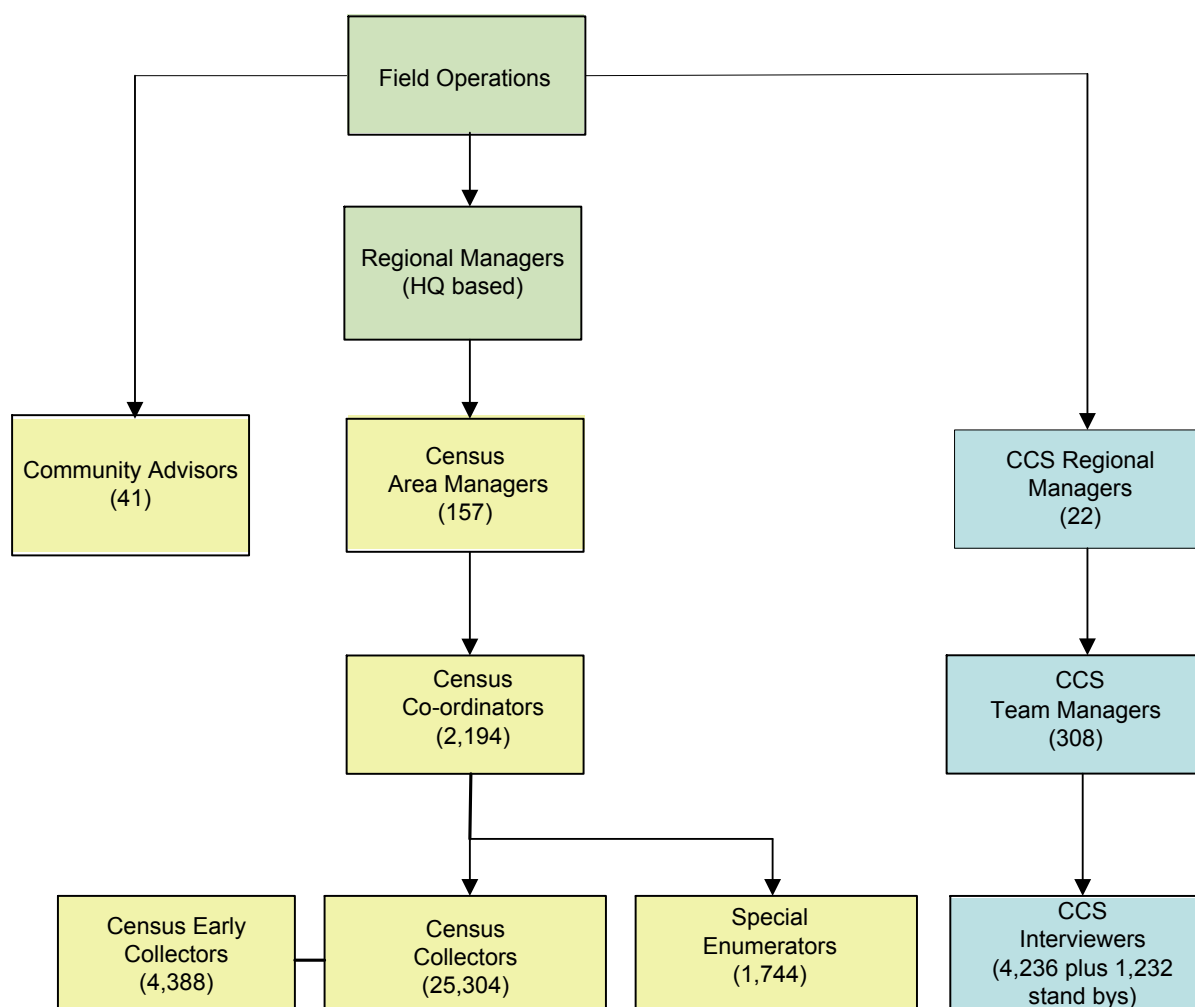 Field Operations
Regional Managers
(HQ based)
Community Advisors
(41)
Census
Area Managers
(157)
CCS Regional
Managers
(22)
Census
Co-ordinators
(2,194)
CCS
Team Managers
(308)
Census Early
Collectors
(4,388)
Census
Collectors
(25,304)
Special
Enumerators
(1,744)
CCS
Interviewers
(4,236 plus 1,232
stand bys)